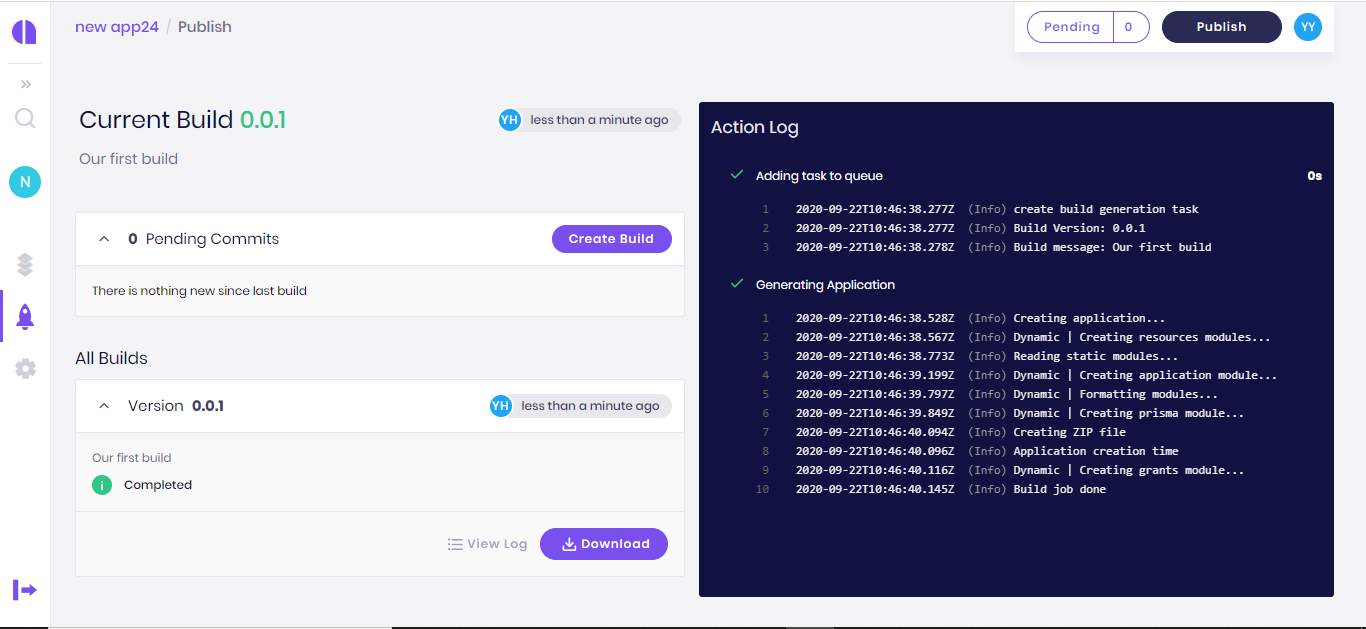 new app24 / Publish
Pending 0
Publish
YY
N
Current Build 0.0.1
YH less than a minute ago
Our first build
0 Pending Commits
Create Build
There is nothing new since last build
All Builds
Version 0.0.1
YH less than a minute ago
Our first build
Completed
View Log
Download
Action Log
Adding task to queue 0s
1 2020-09-22T10:46:38.277Z (Info) create build generation task
2 2020-09-22T10:46:38.277Z (Info) Build Version: 0.0.1
3 2020-09-22T10:46:38.278Z (Info) Build message: Our first build
Generating Application
1 2020-09-22T10:46:38.528Z (Info) Creating application...
2 2020-09-22T10:46:38.567Z (Info) Dynamic | Creating resources modules...
3 2020-09-22T10:46:38.773Z (Info) Reading static modules...
4 2020-09-22T10:46:39.199Z (Info) Dynamic | Creating application module...
5 2020-09-22T10:46:39.797Z (Info) Dynamic | Formatting modules...
6 2020-09-22T10:46:39.849Z (Info) Dynamic | Creating prisma module...
7 2020-09-22T10:46:40.094Z (Info) Creating ZIP file
8 2020-09-22T10:46:40.096Z (Info) Application creation time
9 2020-09-22T10:46:40.116Z (Info) Dynamic | Creating grants module...
10 2020-09-22T10:46:40.145Z (Info) Build job done